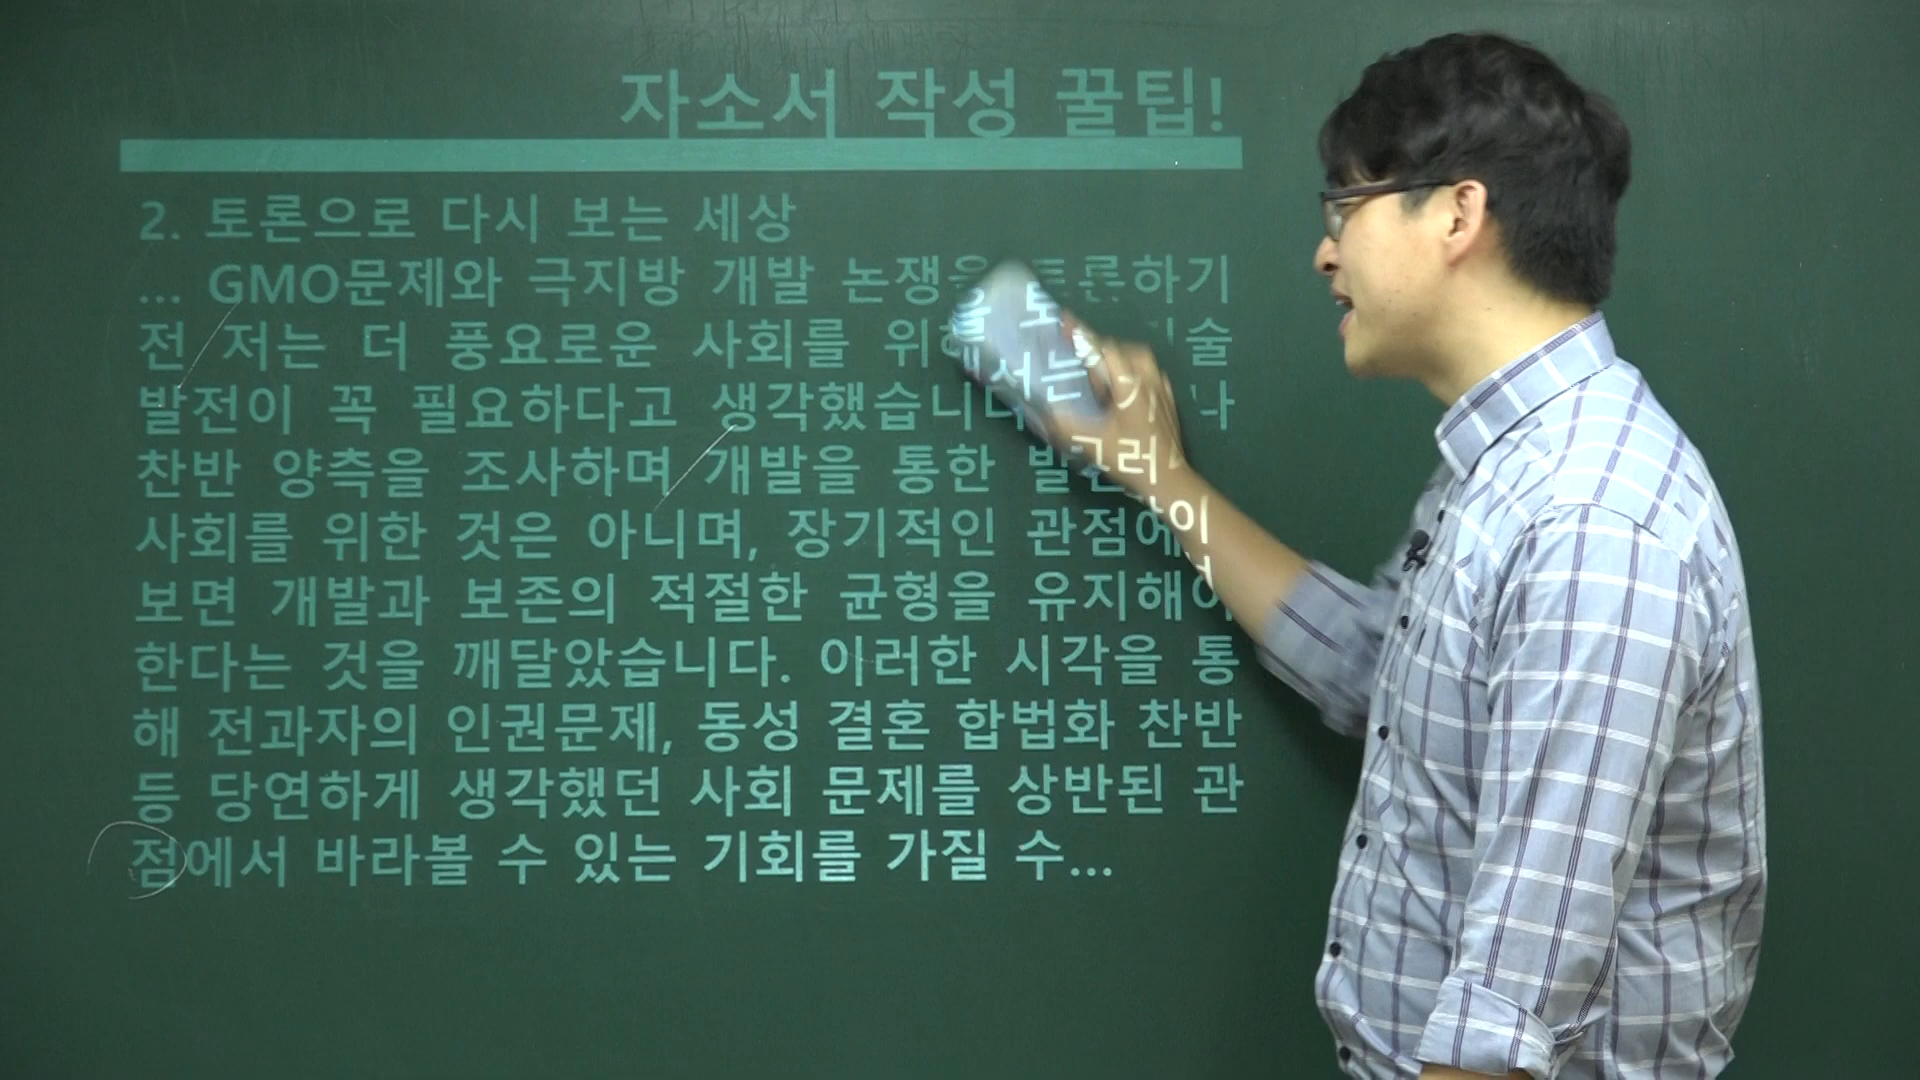 자소서 작성 꿀팁!
2. 토론으로 다시 보는 세상
... GMO문제와 극지방 개발 논쟁을 토론하기
전 저는 더 풍요로운 사회를 위해서는 기술
발전이 꼭 필요하다고 생각했습니다. 그러나
찬반 양측을 조사하며 개발을 통한
사회를 위한 것은 아니며, 장기적인 관점에서
보면 개발과 보존의 적절한 균형을 유지해야
한다는 것을 깨달았습니다. 이러한 시각을 통
해 전과자의 인권문제, 동성 결혼 합법화 찬반
등 당연하게 생각했던 사회 문제를 상반된 관
점에서 바라볼 수 있는 기회를 가질 수...